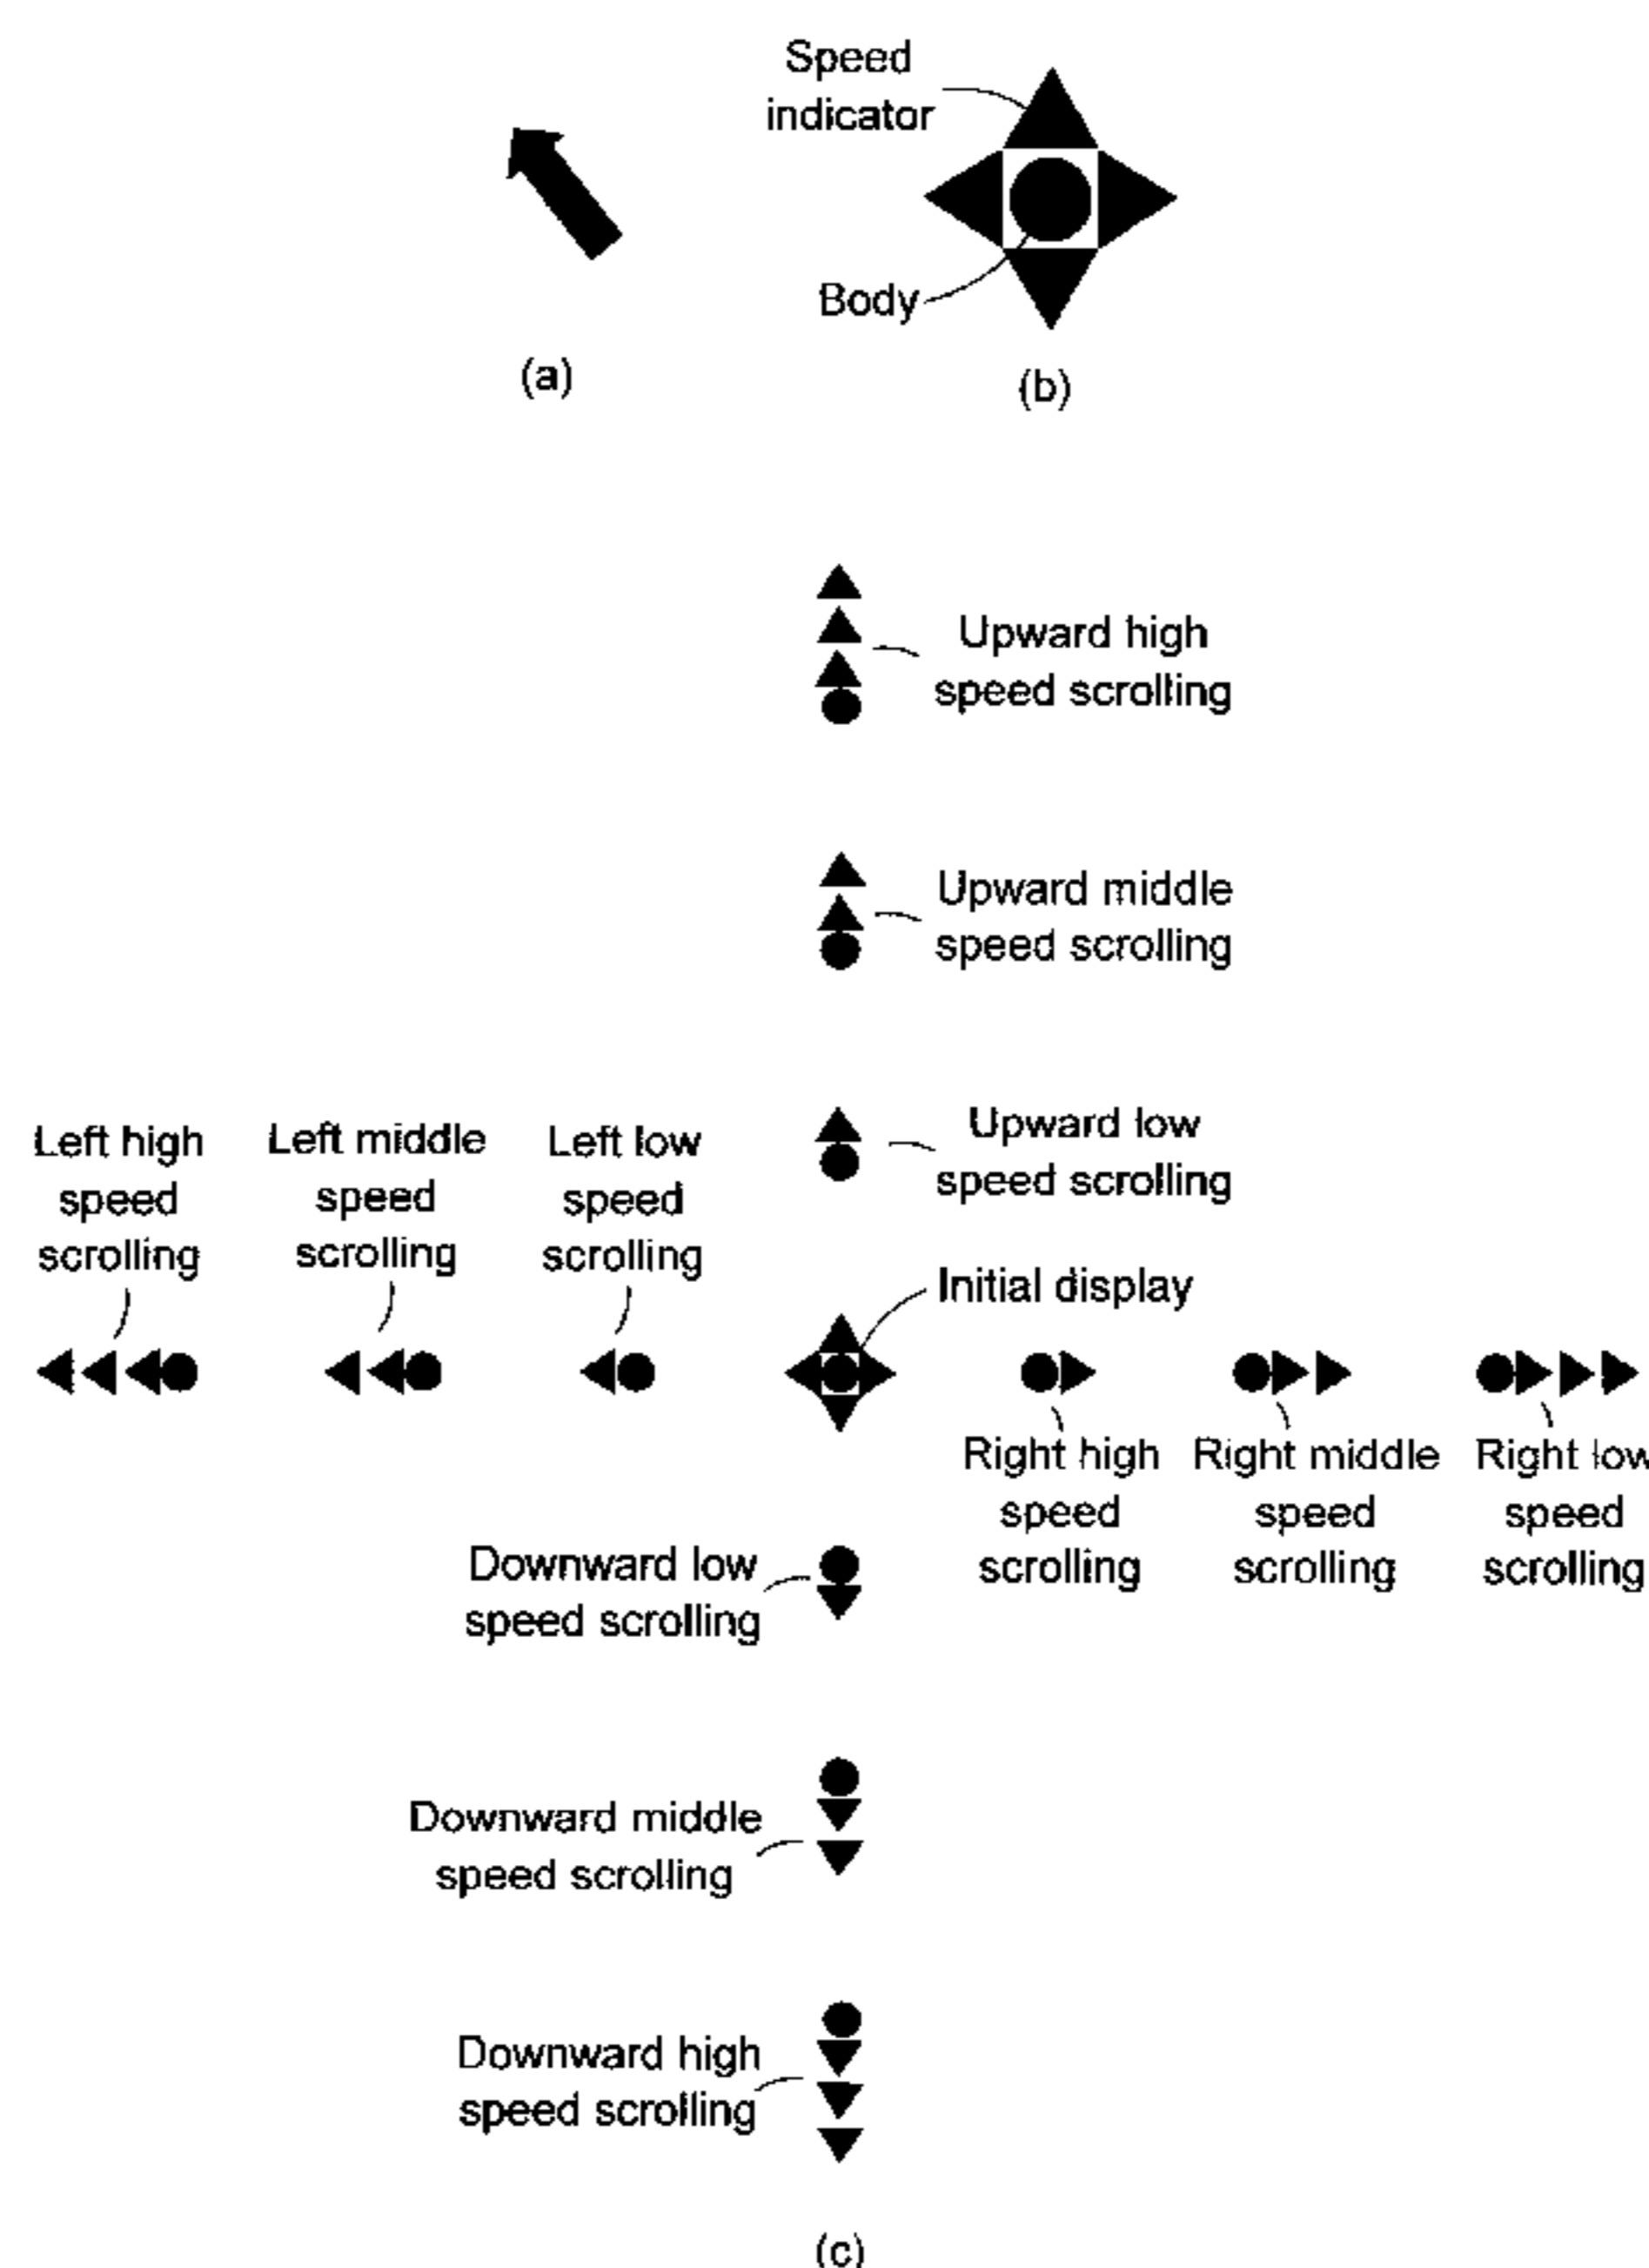 Speed
indicator
Body
(a)
(b)
Upward high
speed scrolling
Upward middle
speed scrolling
Upward low
speed scrolling
Left high
speed
scrolling
Left middle
speed
scrolling
Left low
speed
scrolling
Initial display
Right high
speed
scrolling
Right middle
speed
scrolling
Right low
speed
scrolling
Downward low
speed scrolling
Downward middle
speed scrolling
Downward high
speed scrolling
(c)